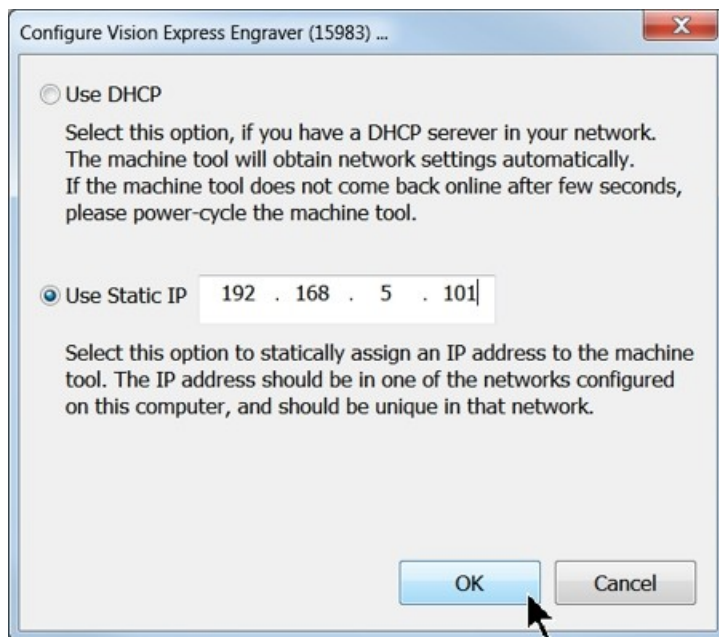 Configure Vision Express Engraver (15983) ...
Use DHCP
Select this option, if you have a DHCP serever in your network.
The machine tool will obtain network settings automatically.
If the machine tool does not come back online after few seconds,
please power-cycle the machine tool.
Use Static IP 192 . 168 . 5 . 101
Select this option to statically assign an IP address to the machine
tool. The IP address should be in one of the networks configured
on this computer, and should be unique in that network.
OK Cancel